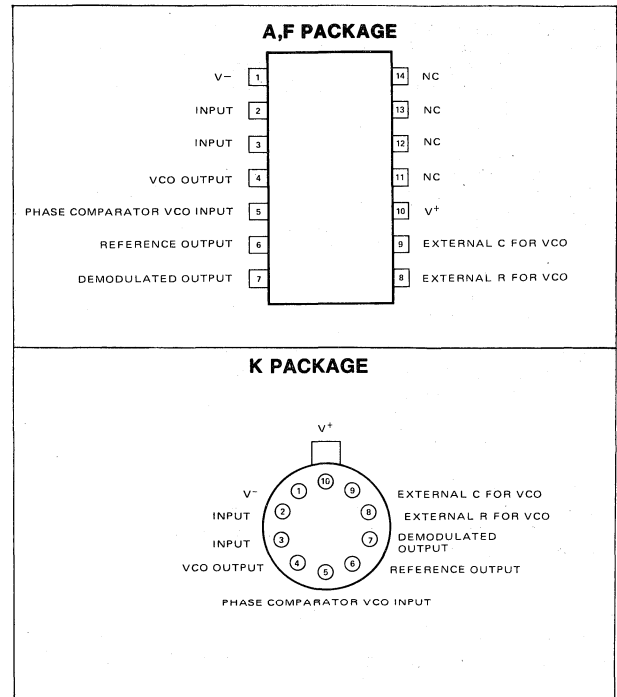 A,F PACKAGE
V− 1 14 NC
INPUT 2 13 NC
INPUT 3 12 NC
VCO OUTPUT 4 11 NC
PHASE COMPARATOR VCO INPUT 5 10 V+
REFERENCE OUTPUT 6 9 EXTERNAL C FOR VCO
DEMODULATED OUTPUT 7 8 EXTERNAL R FOR VCO
K PACKAGE
V+
10
V− 1 9 EXTERNAL C FOR VCO
INPUT 2 8 EXTERNAL R FOR VCO
INPUT 3 7 DEMODULATED
OUTPUT
VCO OUTPUT 4 5 6 REFERENCE OUTPUT
PHASE COMPARATOR VCO INPUT